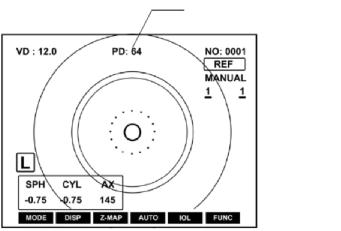 VD : 12.0 PD: 64 NO: 0001
REF
MANUAL
1 1
L
SPH CYL AX
-0.75 -0.75 145
MODE DISP Z-MAP AUTO IOL FUNC